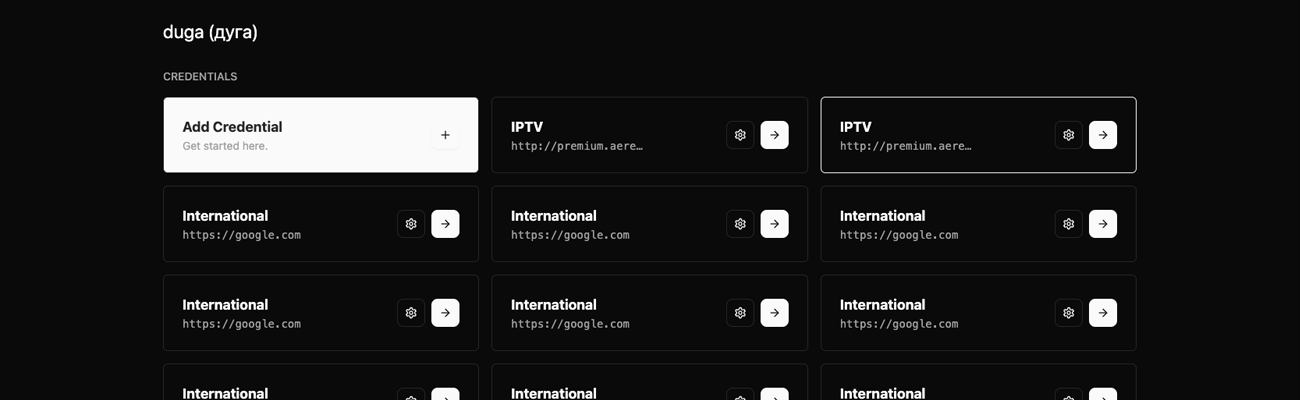 duga (дуга)
CREDENTIALS
Add Credential
Get started here.
IPTV
http://premium.aere…
IPTV
http://premium.aere…
International
https://google.com
International
https://google.com
International
https://google.com
International
https://google.com
International
https://google.com
International
https://google.com
International
International
International